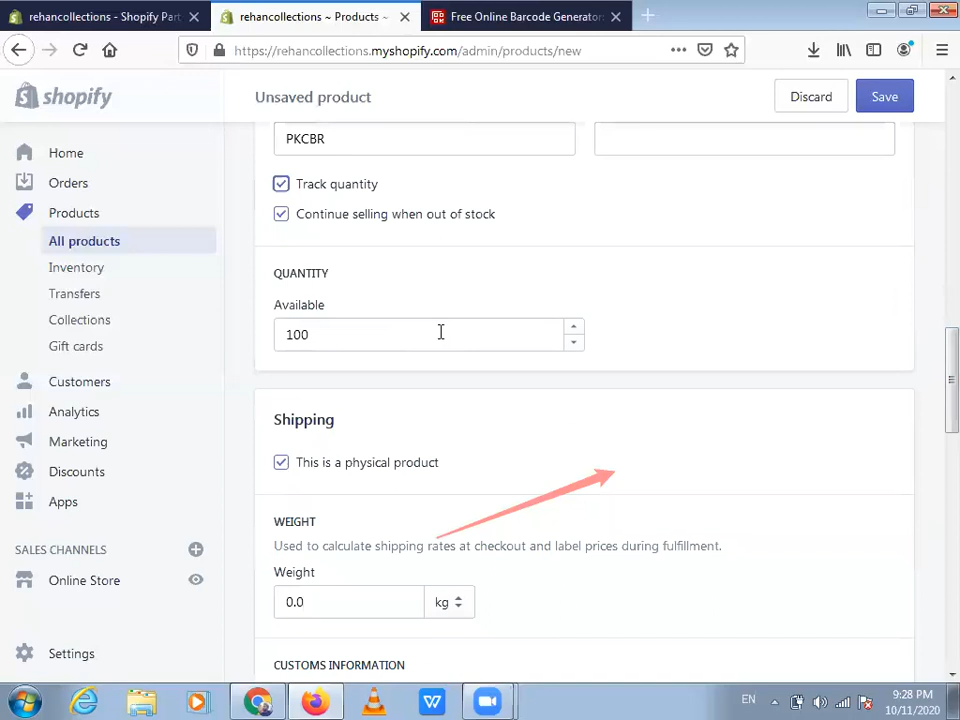 rehancollections - Shopify Part
rehancollections ~ Products ~
Free Online Barcode Generator
https://rehancollections.myshopify.com/admin/products/new
shopify
Unsaved product
Discard
Save
Home
Orders
Products
All products
Inventory
Transfers
Collections
Gift cards
Customers
Analytics
Marketing
Discounts
Apps
SALES CHANNELS
Online Store
Settings
PKCBR
Track quantity
Continue selling when out of stock
QUANTITY
Available
100
Shipping
This is a physical product
WEIGHT
Used to calculate shipping rates at checkout and label prices during fulfillment.
Weight
0.0
kg
CUSTOMS INFORMATION
EN
9:28 PM
10/11/2020